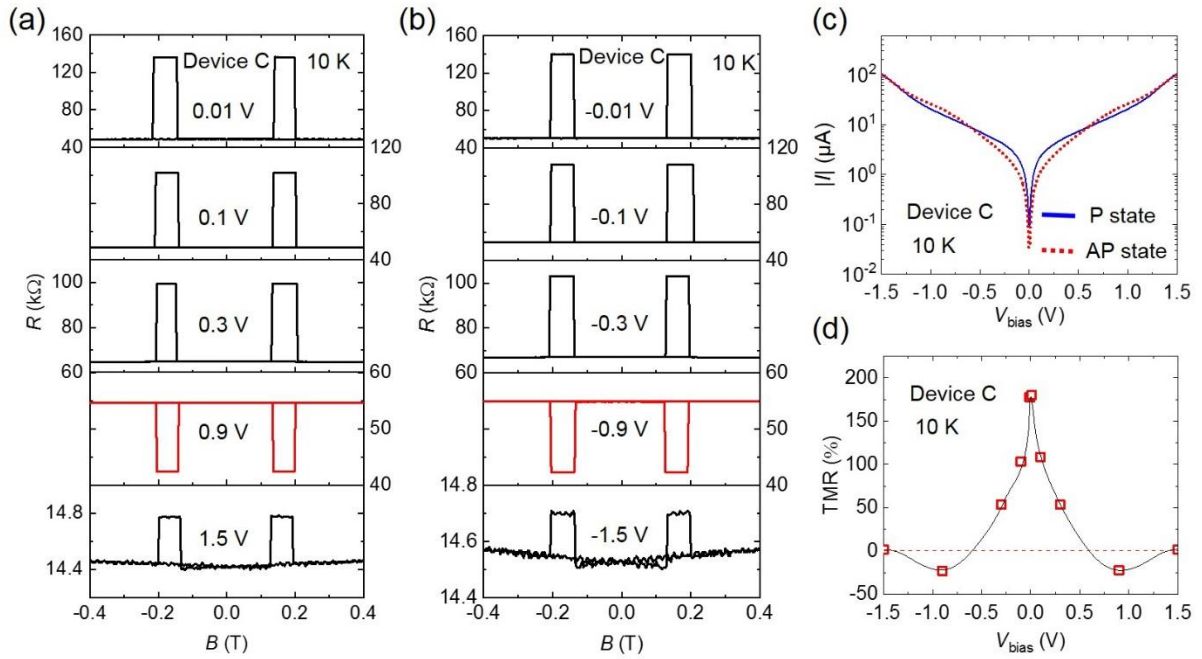 (a)
160
Device C 10 K
120
0.01 V
80
40
120
0.1 V
80
40
100
0.3 V
80
60
60
0.9 V
50
40
14.8
1.5 V
14.4
-0.4 -0.2 0.0 0.2 0.4
R (kΩ)
B (T)
(b)
160
Device C 10 K
120
-0.01 V
80
40
120
-0.1 V
80
40
100
-0.3 V
80
60
60
-0.9 V
50
40
14.8
-1.5 V
14.6
14.4
-0.4 -0.2 0.0 0.2 0.4
R (kΩ)
B (T)
(c)
10²
10¹
10⁰
10⁻¹
10⁻²
|I| (μA)
Device C
10 K
P state
AP state
-1.5 -1.0 -0.5 0.0 0.5 1.0 1.5
Vbias (V)
(d)
200
150
100
50
0
-50
TMR (%)
Device C
10 K
-1.5 -1.0 -0.5 0.0 0.5 1.0 1.5
Vbias (V)